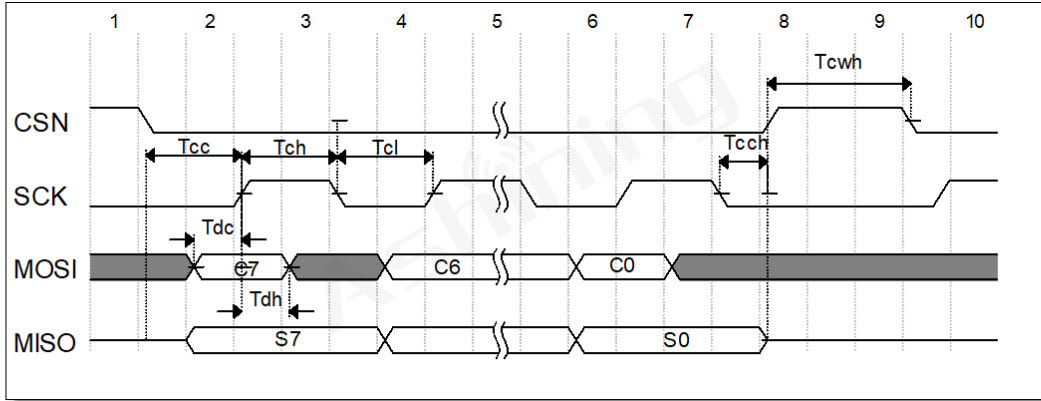 1 2 3 4 5 6 7 8 9 10
Tcwh
CSN
Tcc Tch Tcl Tcch
SCK
Tdc
MOSI C7 C6 C0
Tdh
MISO S7 S0
Ashining